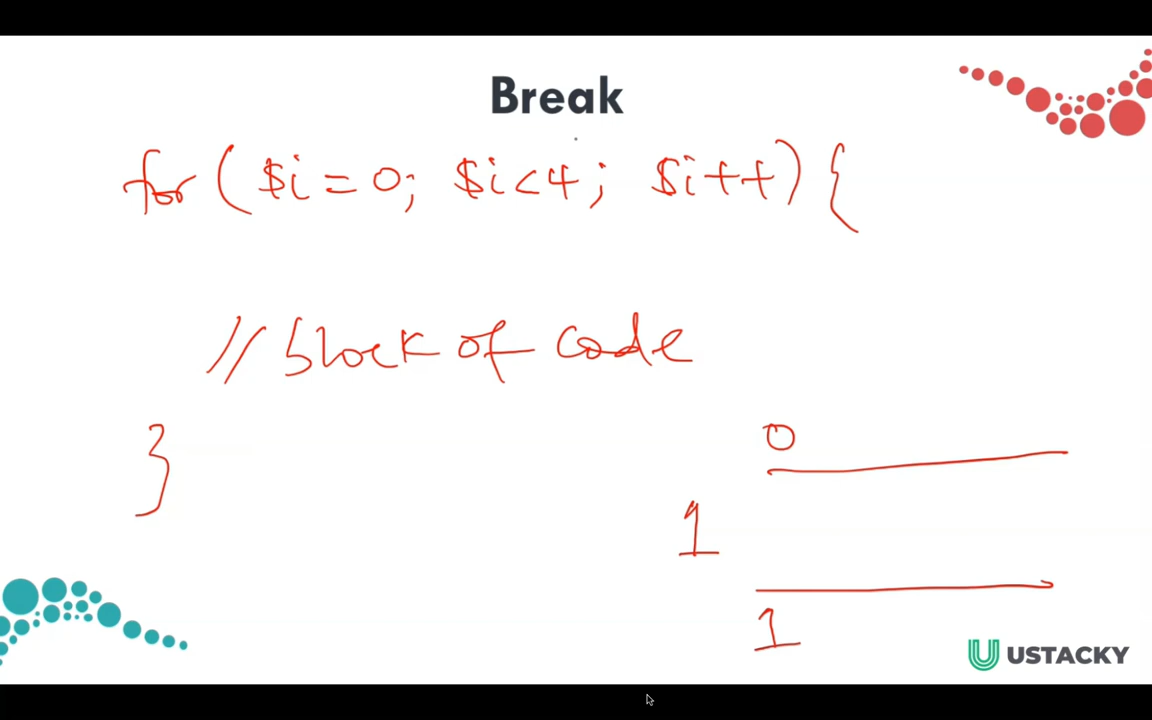 Break
for ($i = 0; $i < 4; $i++) {
// block of code
}
0
1
1
USTACKY